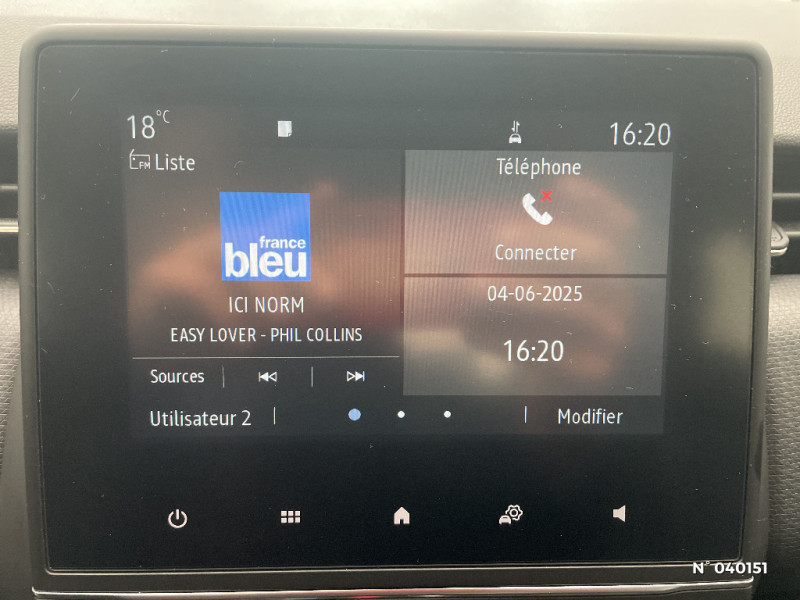 18°C
16:20
FM Liste
france
bleu
ICI NORM
EASY LOVER - PHIL COLLINS
Sources
Téléphone
Connecter
04-06-2025
16:20
Utilisateur 2
Modifier
N° 040151